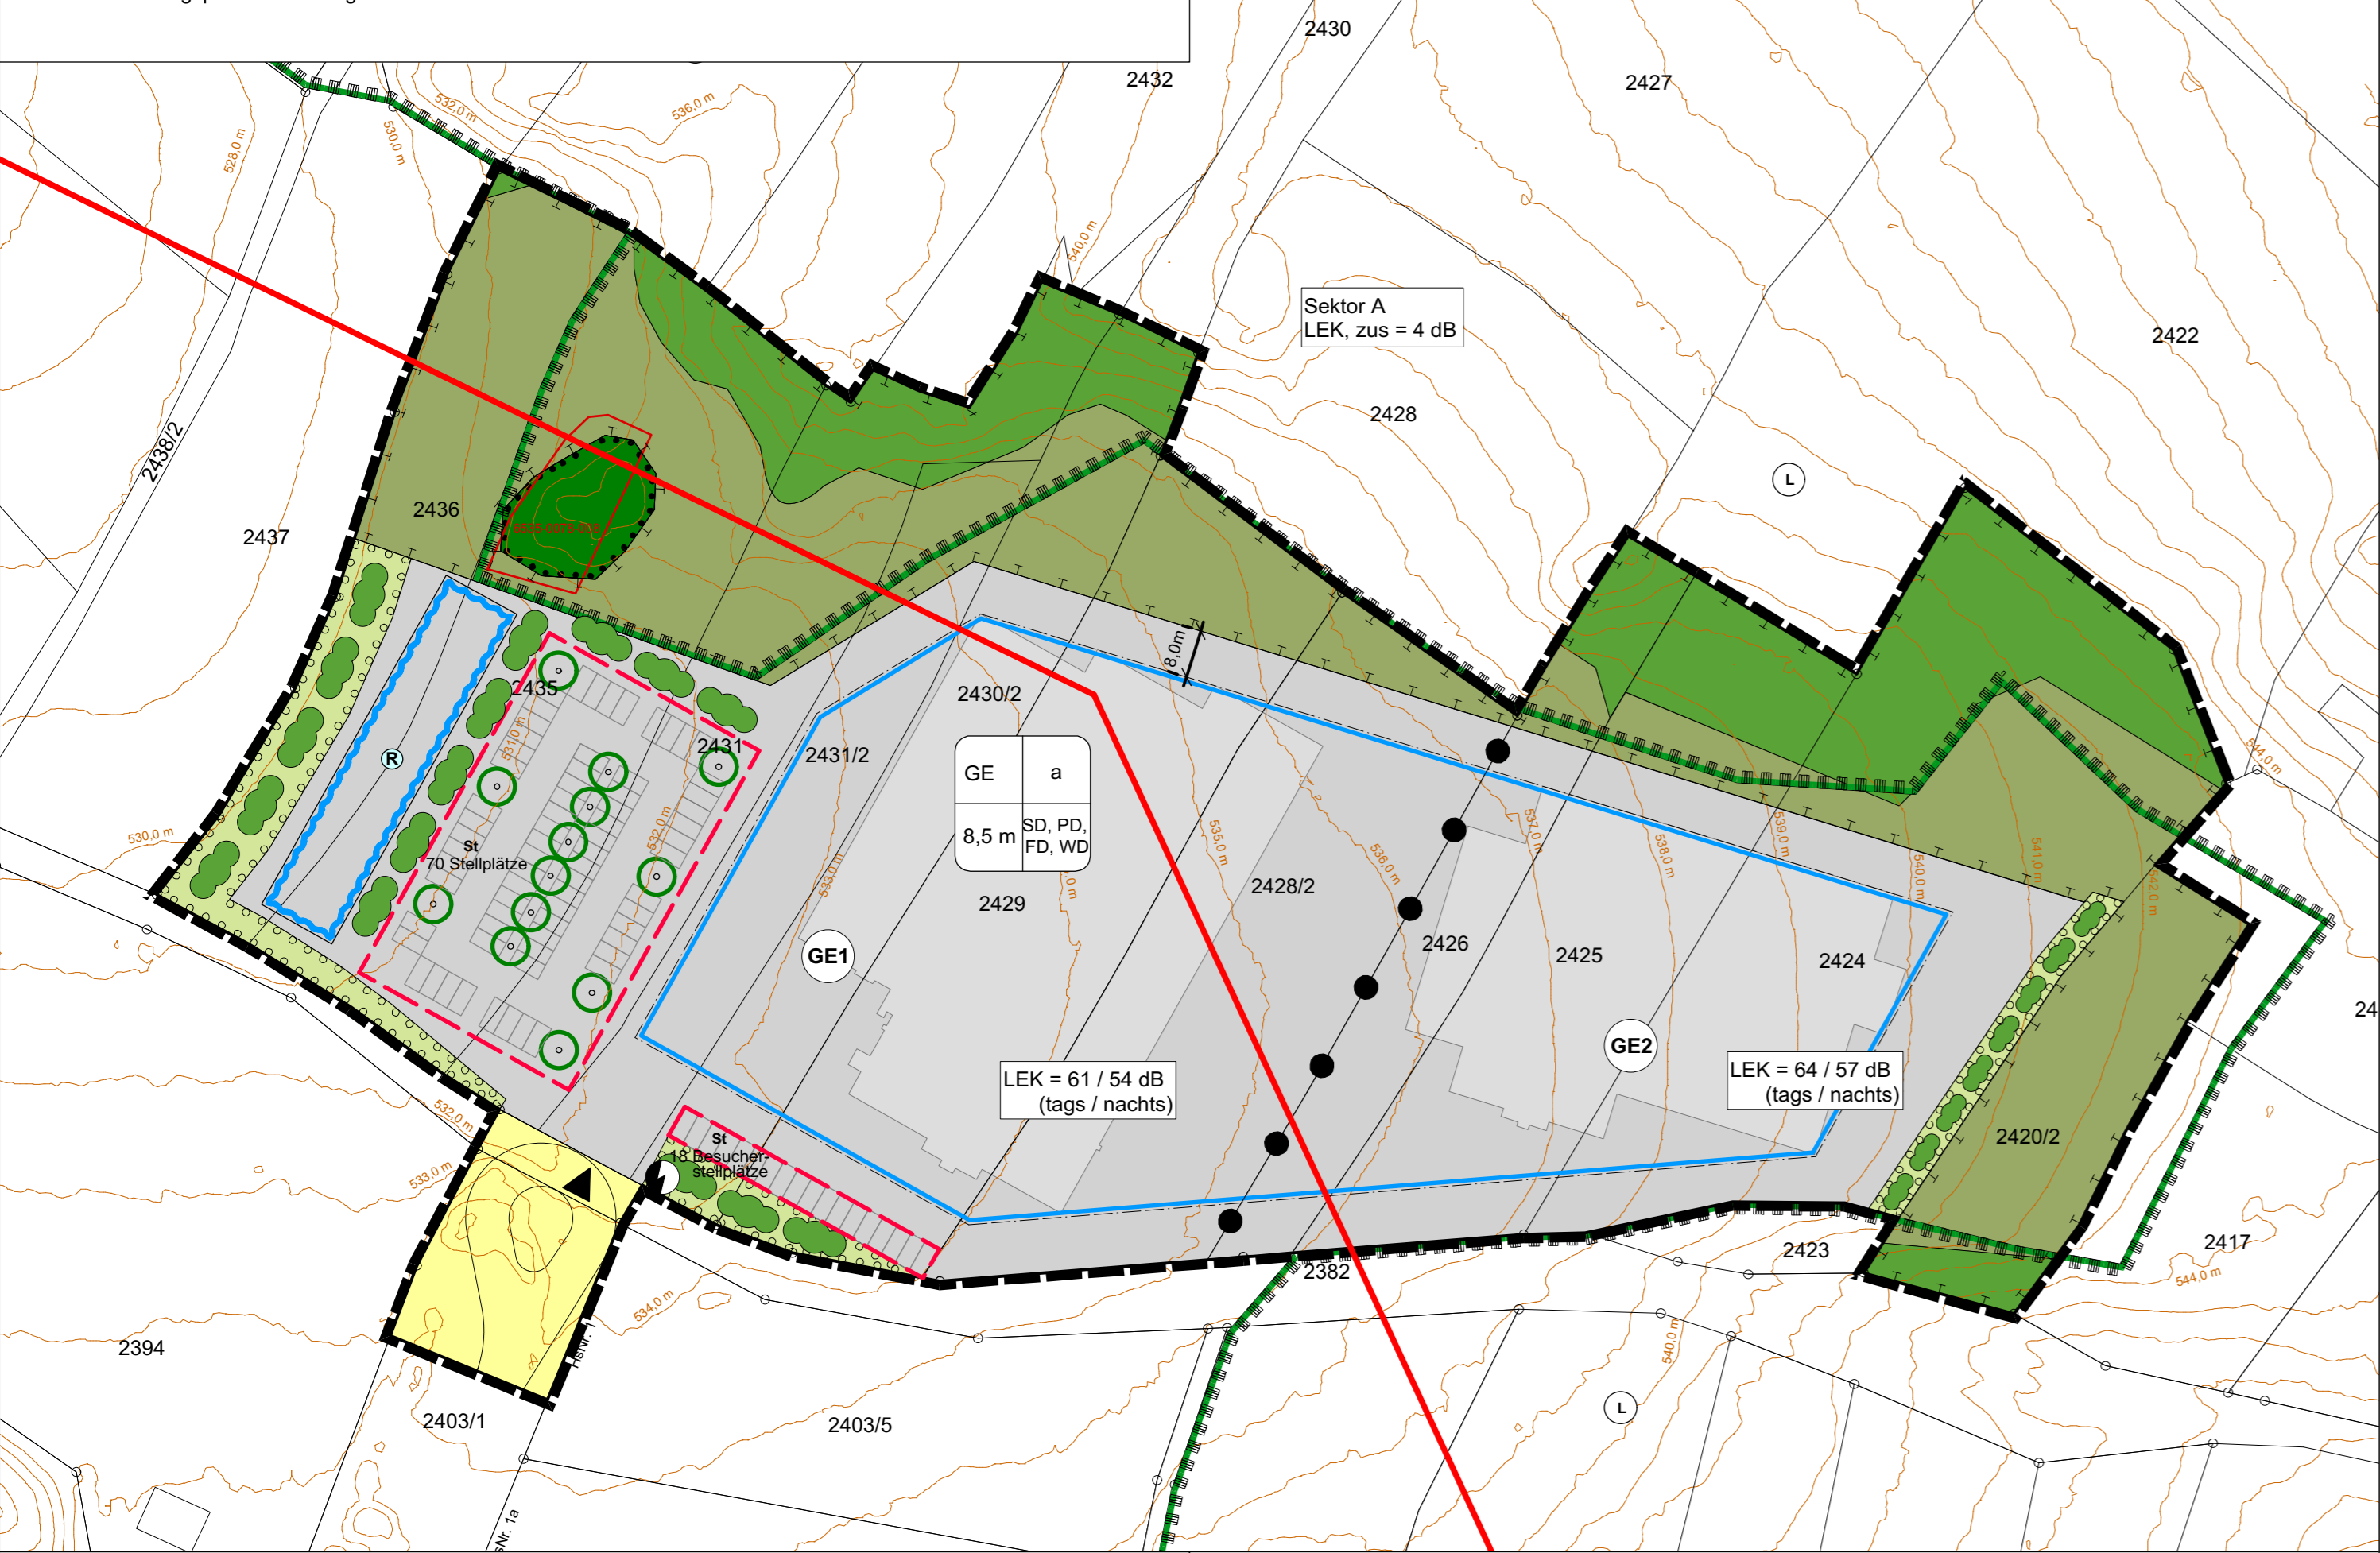 2430
2432
2427
532,0 m
536,0 m
530,0 m
528,0 m
540,0 m
Sektor A
LEK, zus = 4 dB
2422
2428
2438/2
L
2436
2437
8,0m
2435
2430/2
2431
2431/2
531,0 m
544,0 m
GE
a
8,5 m
SD, PD,
FD, WD
R
530,0 m
St
70 Stellplätze
532,0 m
533,0 m
535,0 m
536,0 m
537,0 m
538,0 m
539,0 m
540,0 m
541,0 m
542,0 m
2428/2
2429
2426
2425
2424
GE1
GE2
24
LEK = 61 / 54 dB
(tags / nachts)
LEK = 64 / 57 dB
(tags / nachts)
532,0 m
St
18 Besucher-
stellplätze
2420/2
533,0 m
2423
2417
2382
544,0 m
534,0 m
2394
HsNr. 1
540,0 m
L
2403/1
2403/5
sNr. 1a